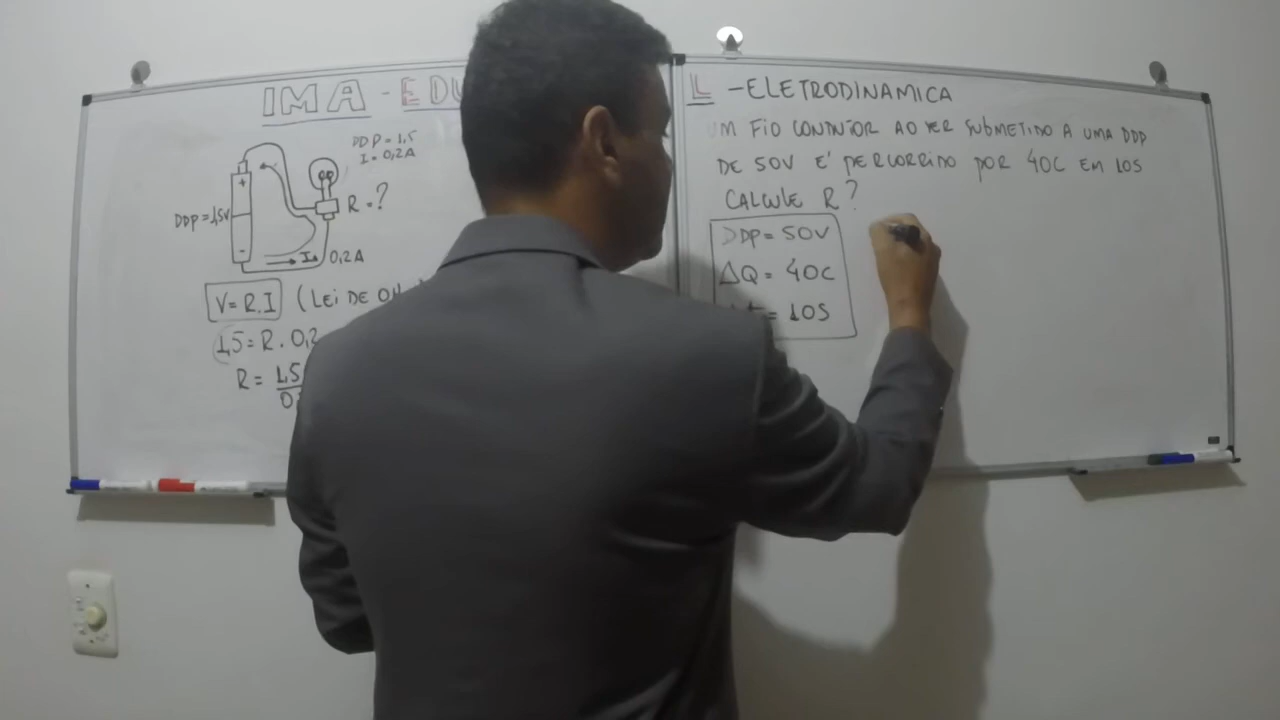 IMA - EDU
DDP = 1,5
I = 0,2A
+
-
DDP = 1,5V
R = ?
I = 0,2A
V = R.I (LEI DE OH
1,5 = R . 0,2
R = 1,5
L - ELETRODINAMICA
UM FIO CONDUTOR AO SER SUBMETIDO A UMA DDP
DE 50V E' PERCORRIDO POR 40C EM 10S
CALCULE R?
DDP = 50V
ΔQ = 40C
= 10S